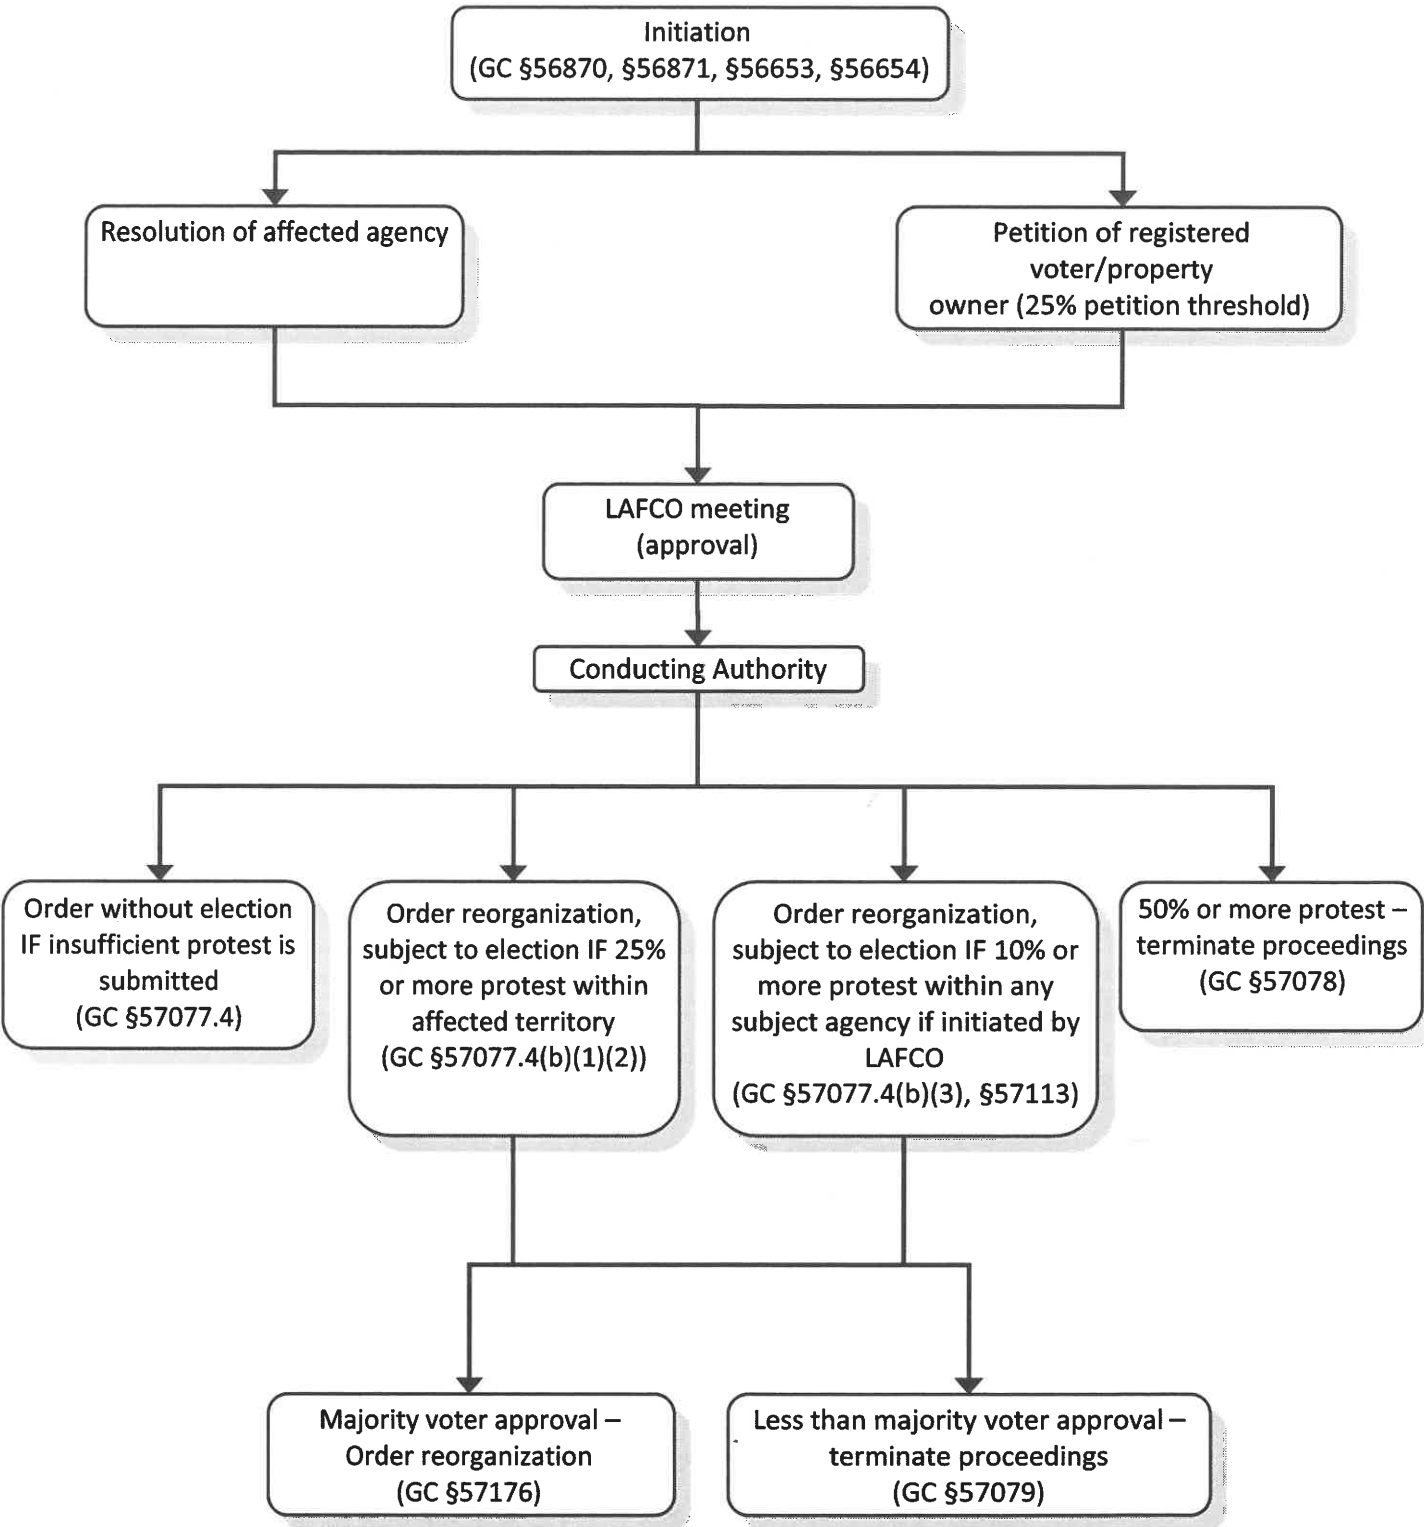 Initiation
(GC §56870, §56871, §56653, §56654)
Resolution of affected agency
Petition of registered
voter/property
owner (25% petition threshold)
LAFCO meeting
(approval)
Conducting Authority
Order without election
IF insufficient protest is
submitted
(GC §57077.4)
Order reorganization,
subject to election IF 25%
or more protest within
affected territory
(GC §57077.4(b)(1)(2))
Order reorganization,
subject to election IF 10% or
more protest within any
subject agency if initiated by
LAFCO
(GC §57077.4(b)(3), §57113)
50% or more protest –
terminate proceedings
(GC §57078)
Majority voter approval –
Order reorganization
(GC §57176)
Less than majority voter approval –
terminate proceedings
(GC §57079)